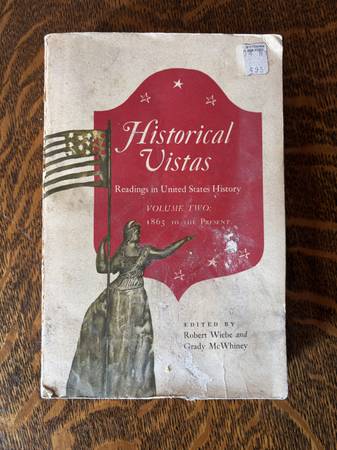 Historical
Vistas
Readings in United States History
VOLUME TWO:
1865 TO THE PRESENT
EDITED BY
Robert Wiebe and
Grady McWhiney